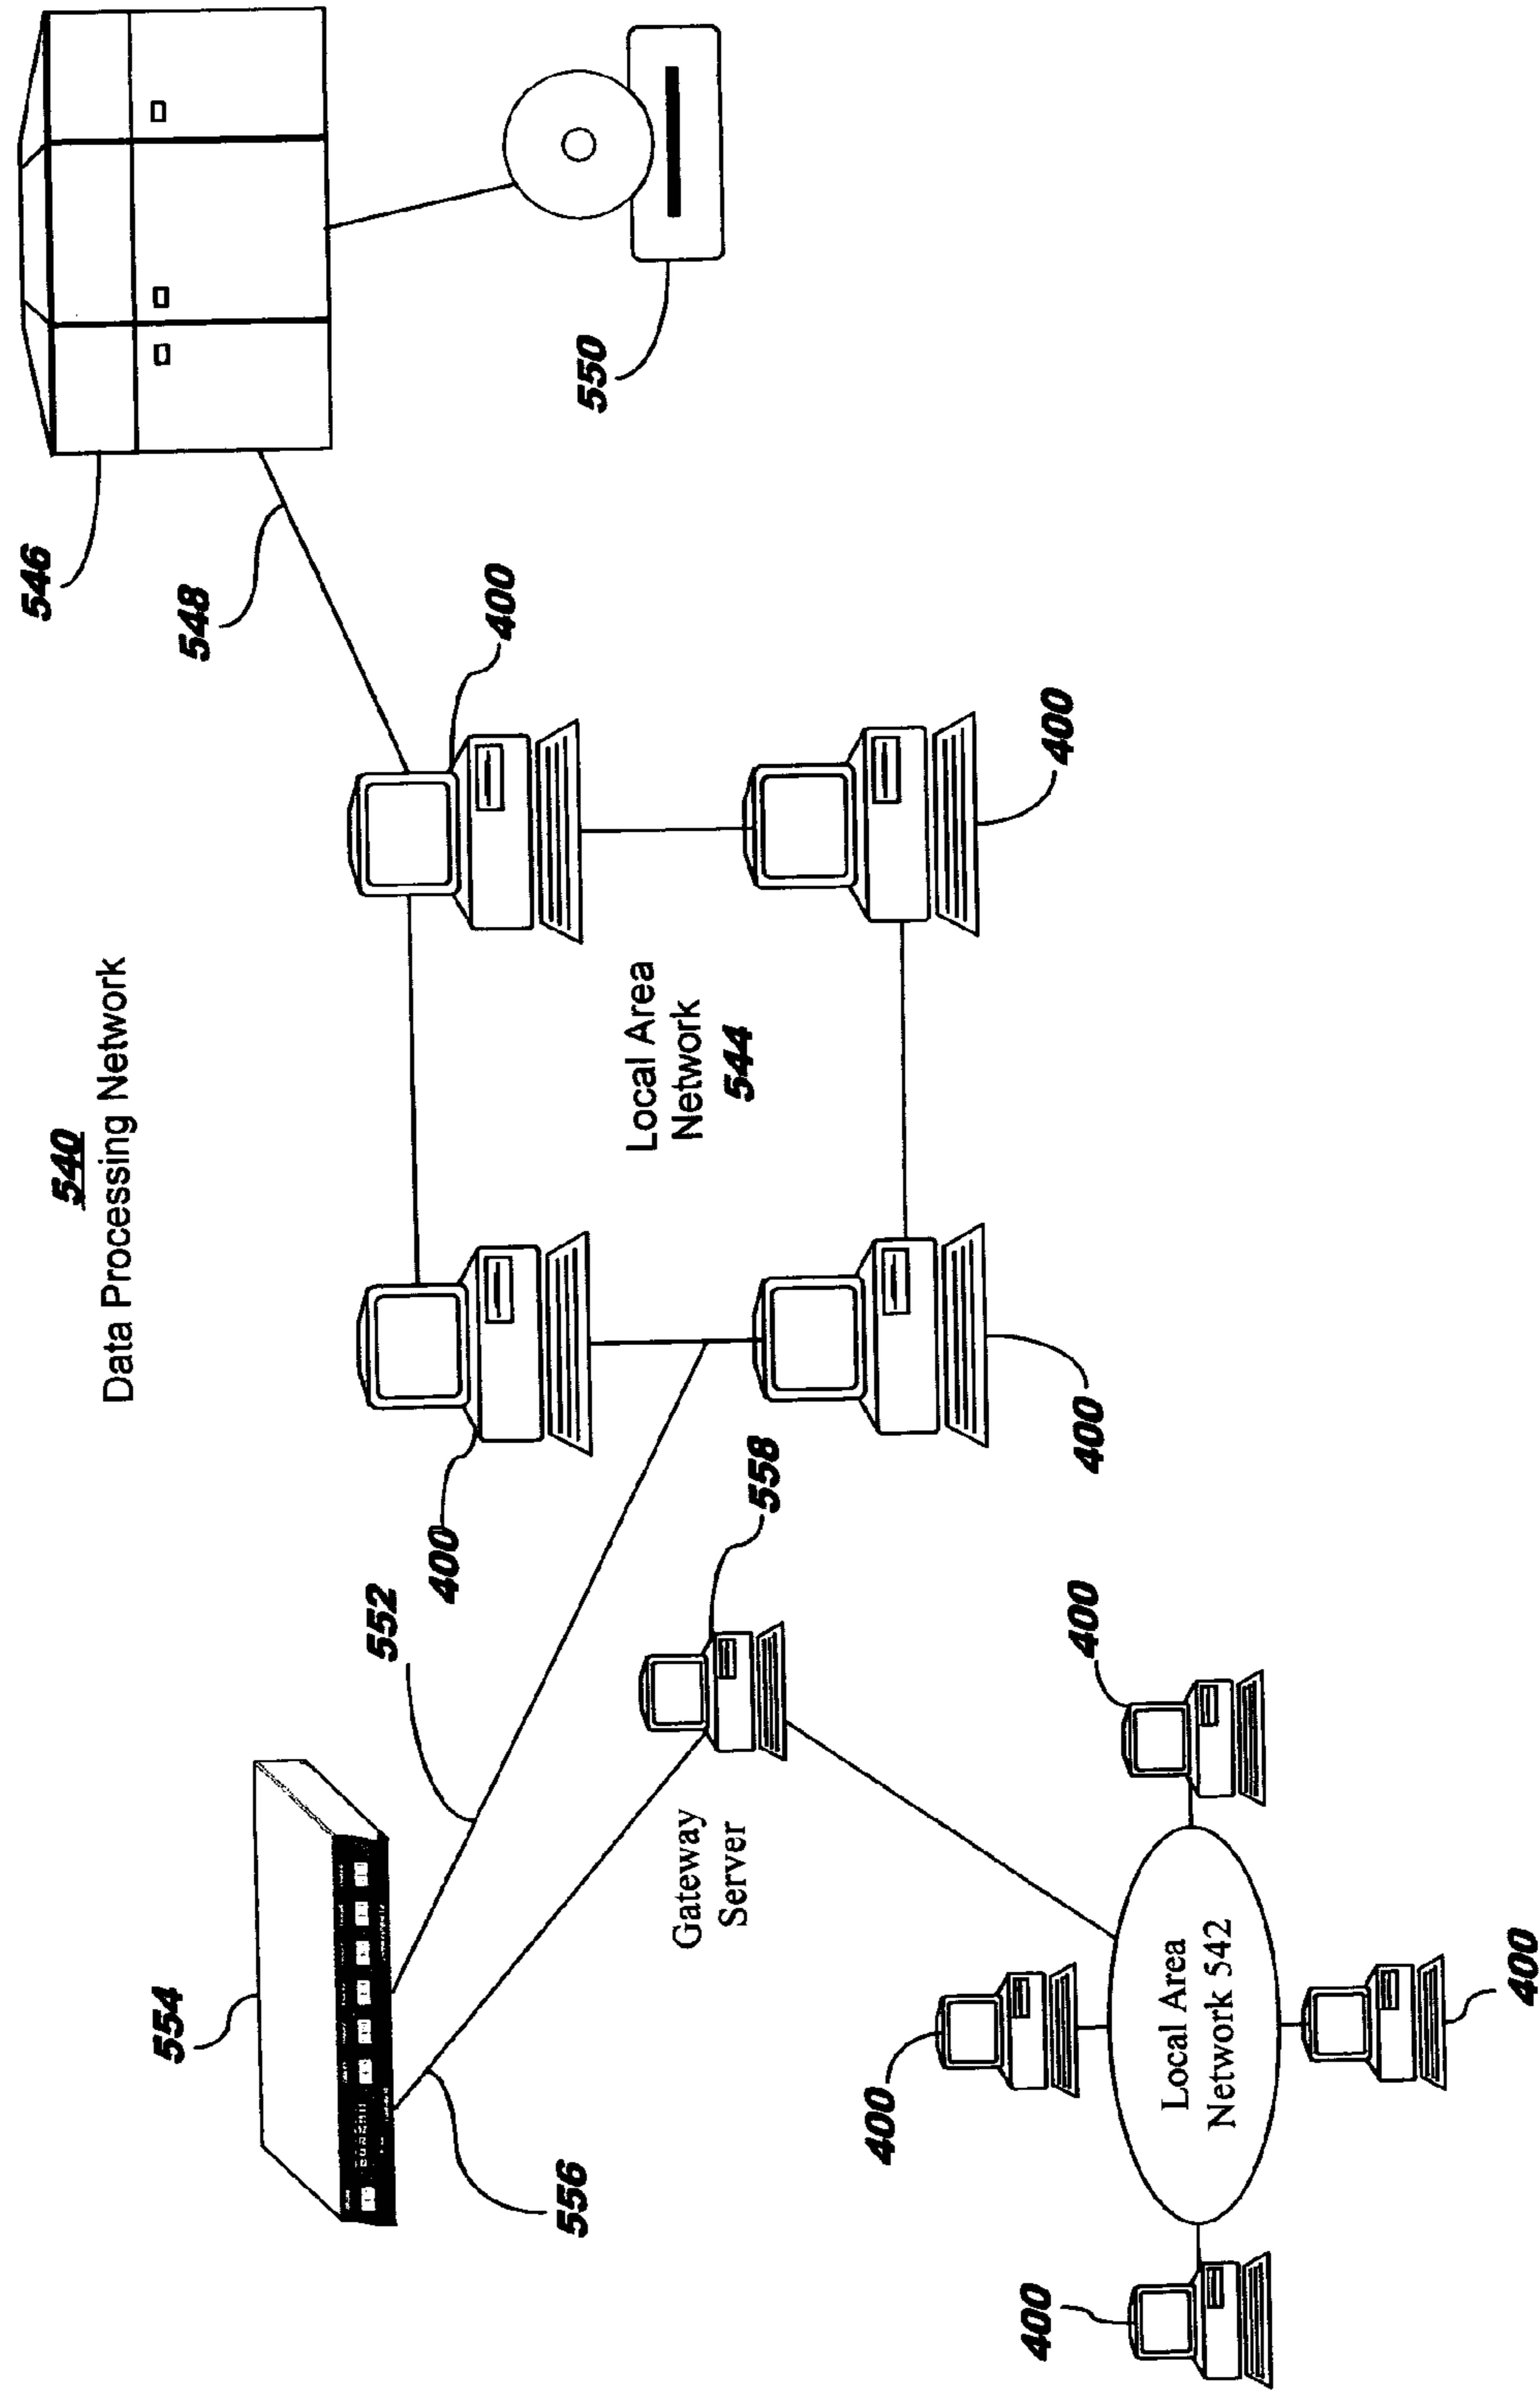 540
Data Processing Network
554
552
556
400
548
546
400
Local Area
Network
544
550
558
Gateway
Server
400
400
400
400
400
400
Local Area
Network 542